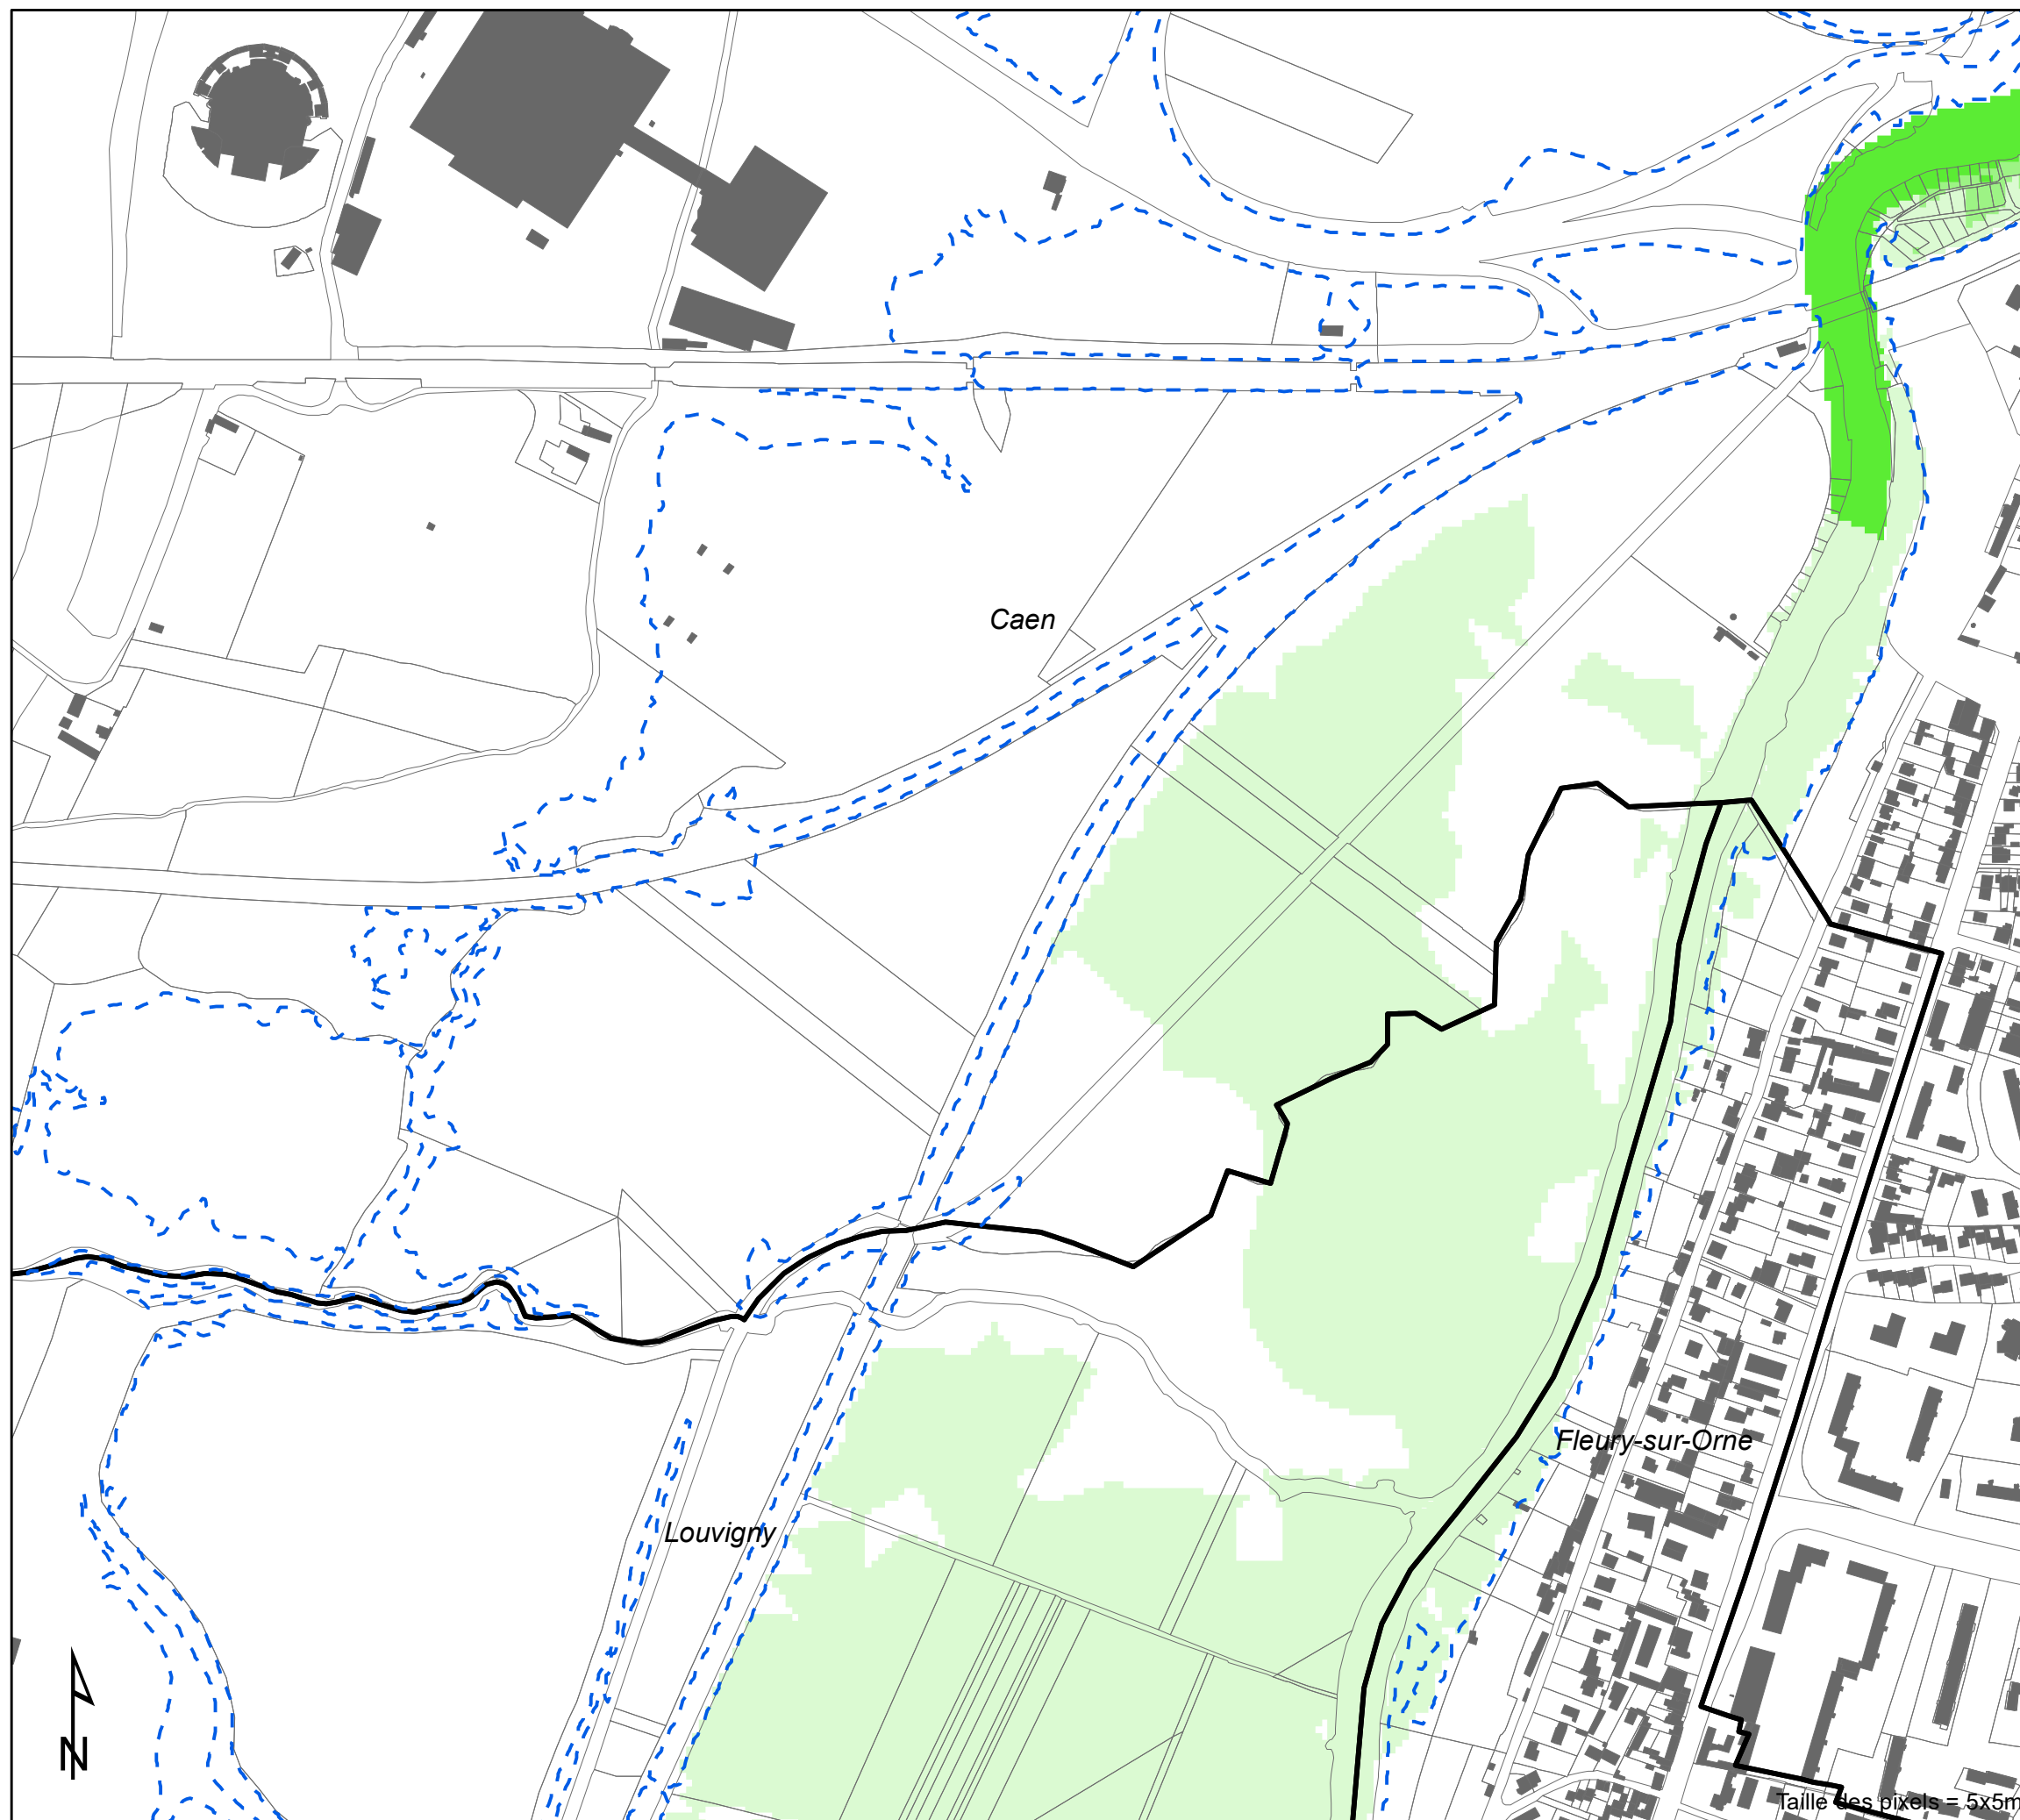 Caen
Fleury-sur-Orne
Louvigny
N
Taille des pixels = 5x5m